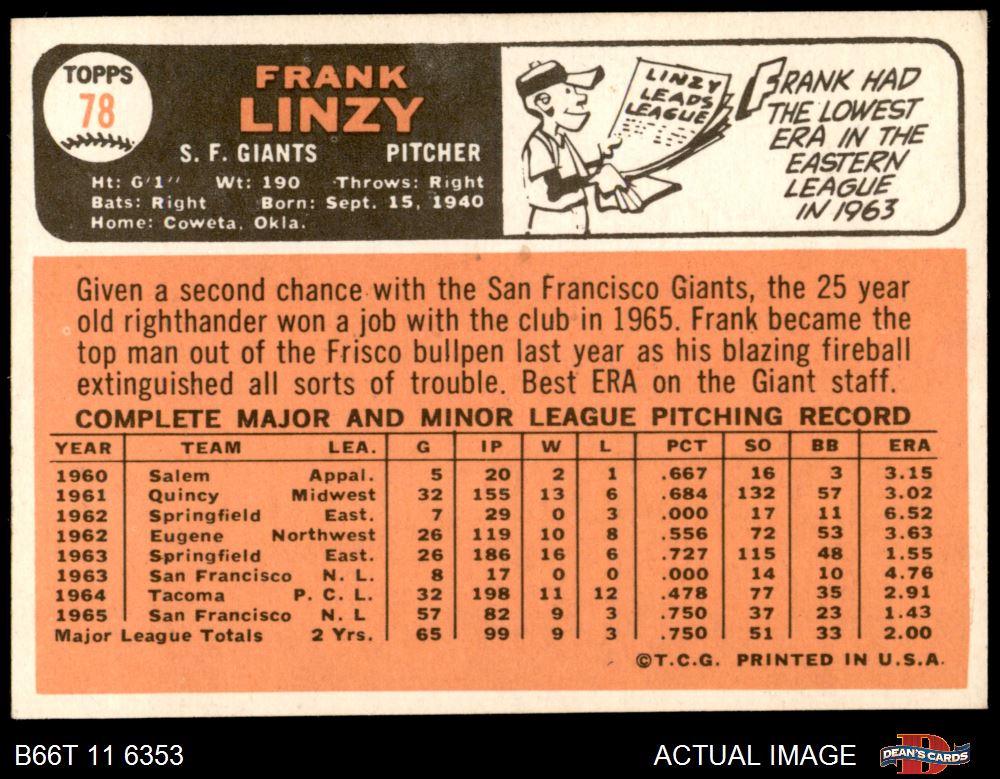 TOPPS
78
FRANK
LINZY
S. F. GIANTS PITCHER
Ht: 6'1" Wt: 190 Throws: Right
Bats: Right Born: Sept. 15, 1940
Home: Coweta, Okla.
LINZY
LEADS
LEAGUE
FRANK HAD
THE LOWEST
ERA IN THE
EASTERN
LEAGUE
IN 1963
Given a second chance with the San Francisco Giants, the 25 year
old righthander won a job with the club in 1965. Frank became the
top man out of the Frisco bullpen last year as his blazing fireball
extinguished all sorts of trouble. Best ERA on the Giant staff.
COMPLETE MAJOR AND MINOR LEAGUE PITCHING RECORD
YEAR TEAM LEA. G IP W L PCT SO BB ERA
1960 Salem Appal. 5 20 2 1 .667 16 3 3.15
1961 Quincy Midwest 32 155 13 6 .684 132 57 3.02
1962 Springfield East. 7 29 0 3 .000 17 11 6.52
1962 Eugene Northwest 26 119 10 8 .556 72 53 3.63
1963 Springfield East. 26 186 16 6 .727 115 48 1.55
1963 San Francisco N. L. 8 17 0 0 .000 14 10 4.76
1964 Tacoma P. C. L. 32 198 11 12 .478 77 35 2.91
1965 San Francisco N. L 57 82 9 3 .750 37 23 1.43
Major League Totals 2 Yrs. 65 99 9 3 .750 51 33 2.00
©T.C.G. PRINTED IN U.S.A.
B66T 11 6353 ACTUAL IMAGE DEAN'S CARDS